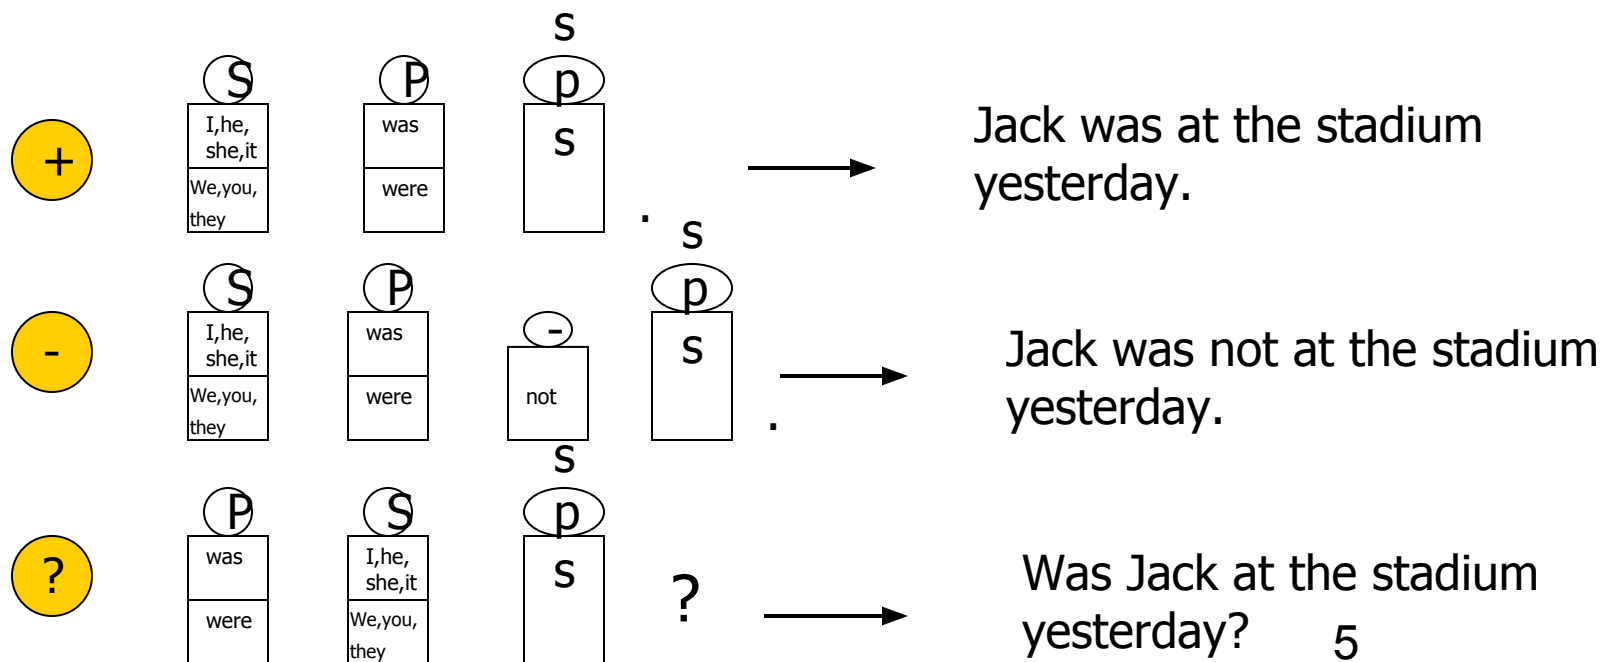 s
S
P
p
s
+
I,he,
she,it
We,you,
they
was
were
.
Jack was at the stadium
yesterday.
s
S
P
-
p
s
-
I,he,
she,it
We,you,
they
was
were
not
.
Jack was not at the stadium
yesterday.
s
P
S
p
s
?
was
were
I,he,
she,it
We,you,
they
?
Was Jack at the stadium
yesterday?
5